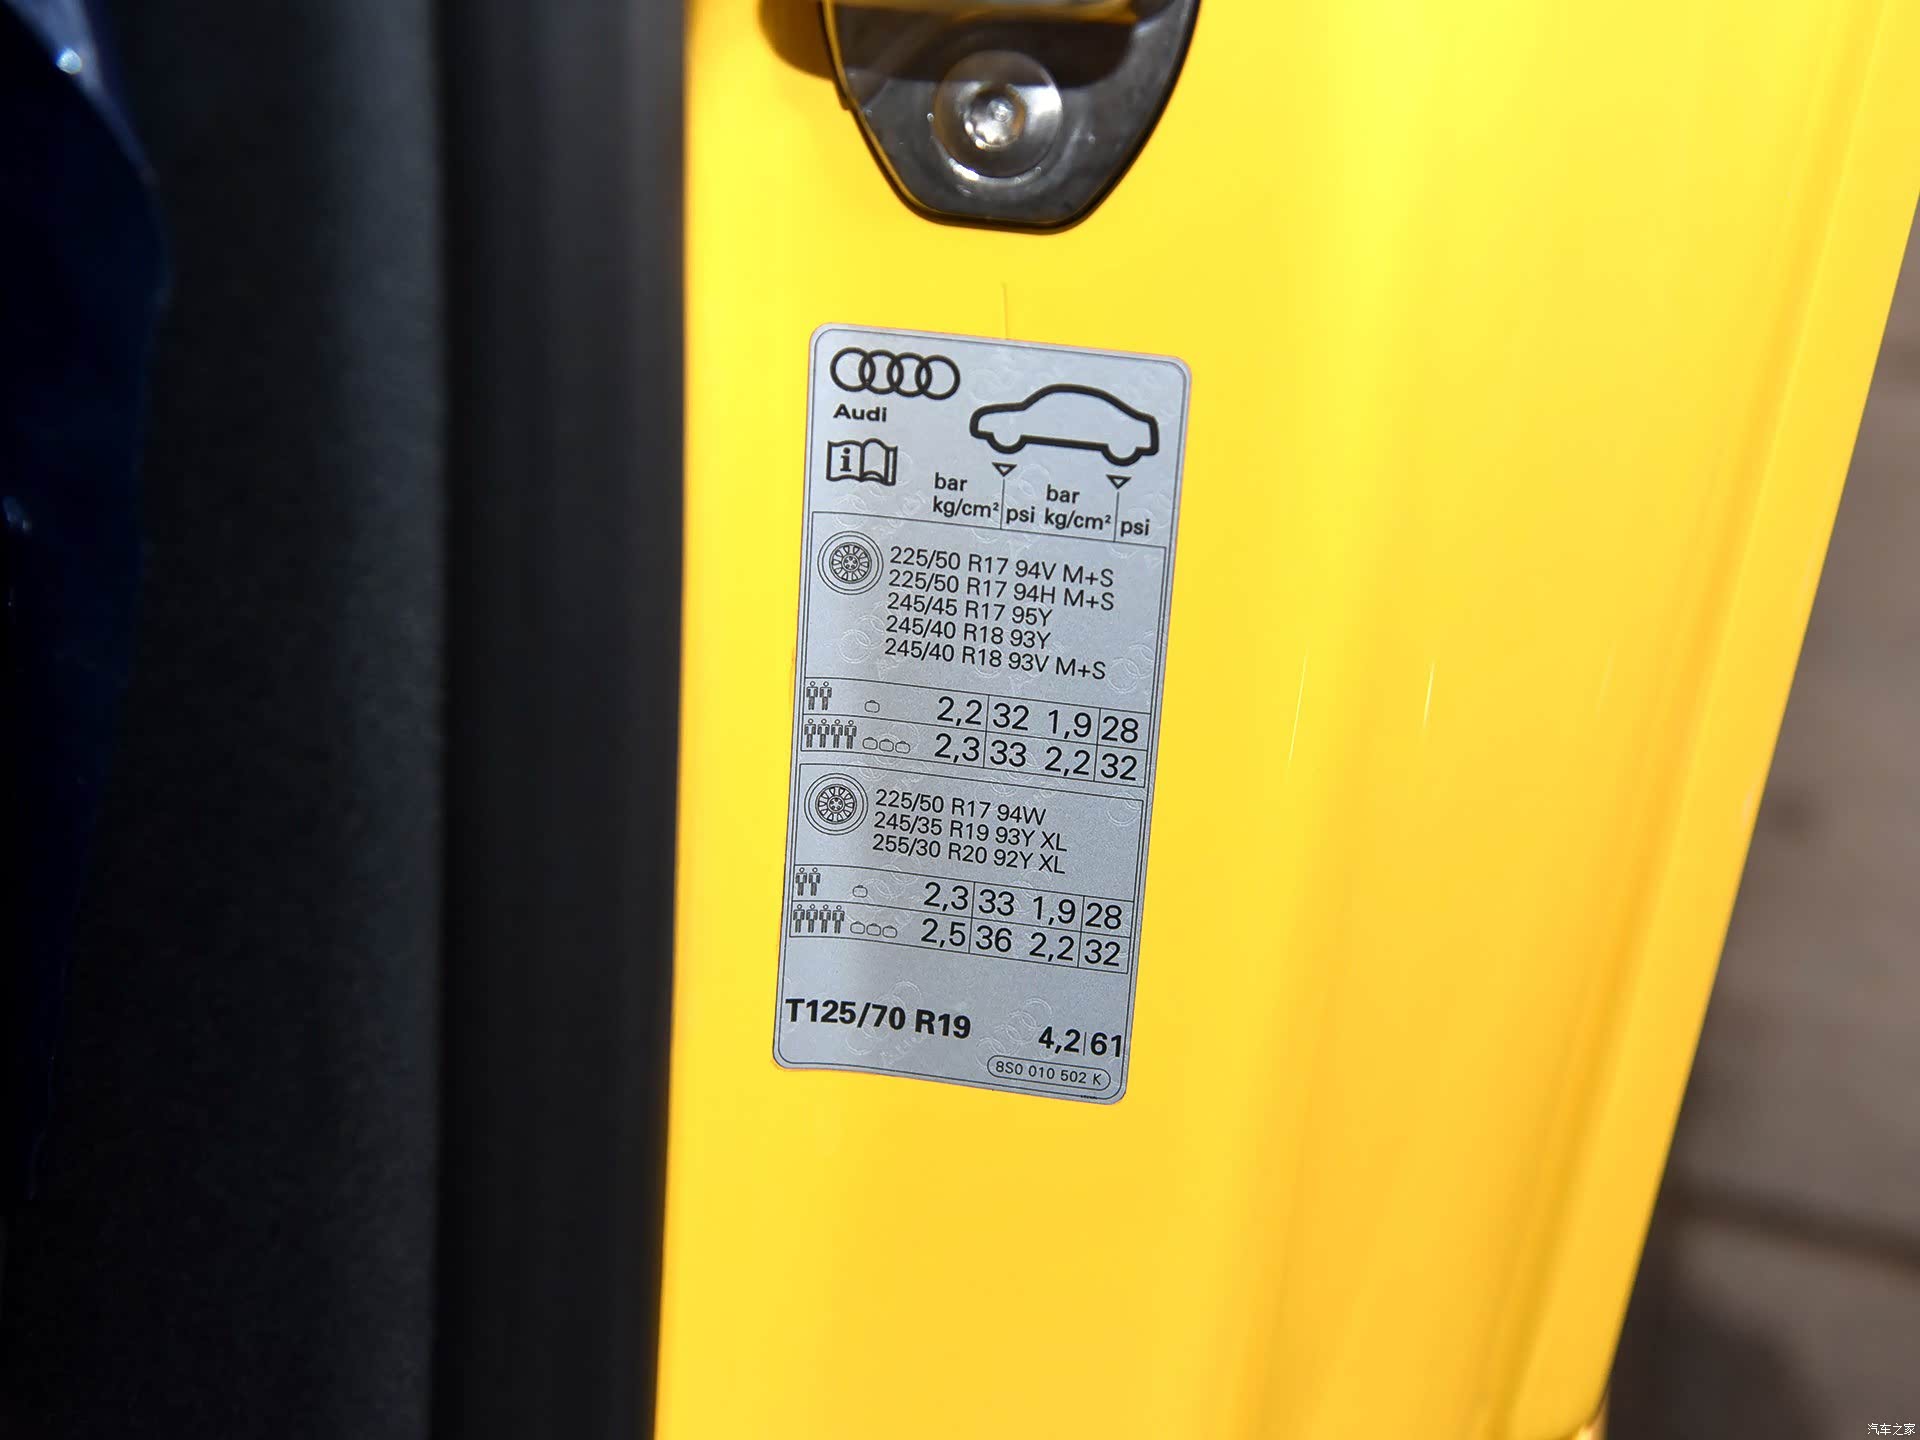 Audi
i
bar bar
kg/cm² psi kg/cm² psi
225/50 R17 94V M+S
225/50 R17 94H M+S
245/45 R17 95Y
245/40 R18 93Y
245/40 R18 93V M+S
2,2 32 1,9 28
2,3 33 2,2 32
225/50 R17 94W
245/35 R19 93Y XL
255/30 R20 92Y XL
2,3 33 1,9 28
2,5 36 2,2 32
T125/70 R19 4,2 61
8S0 010 502 K
汽车之家